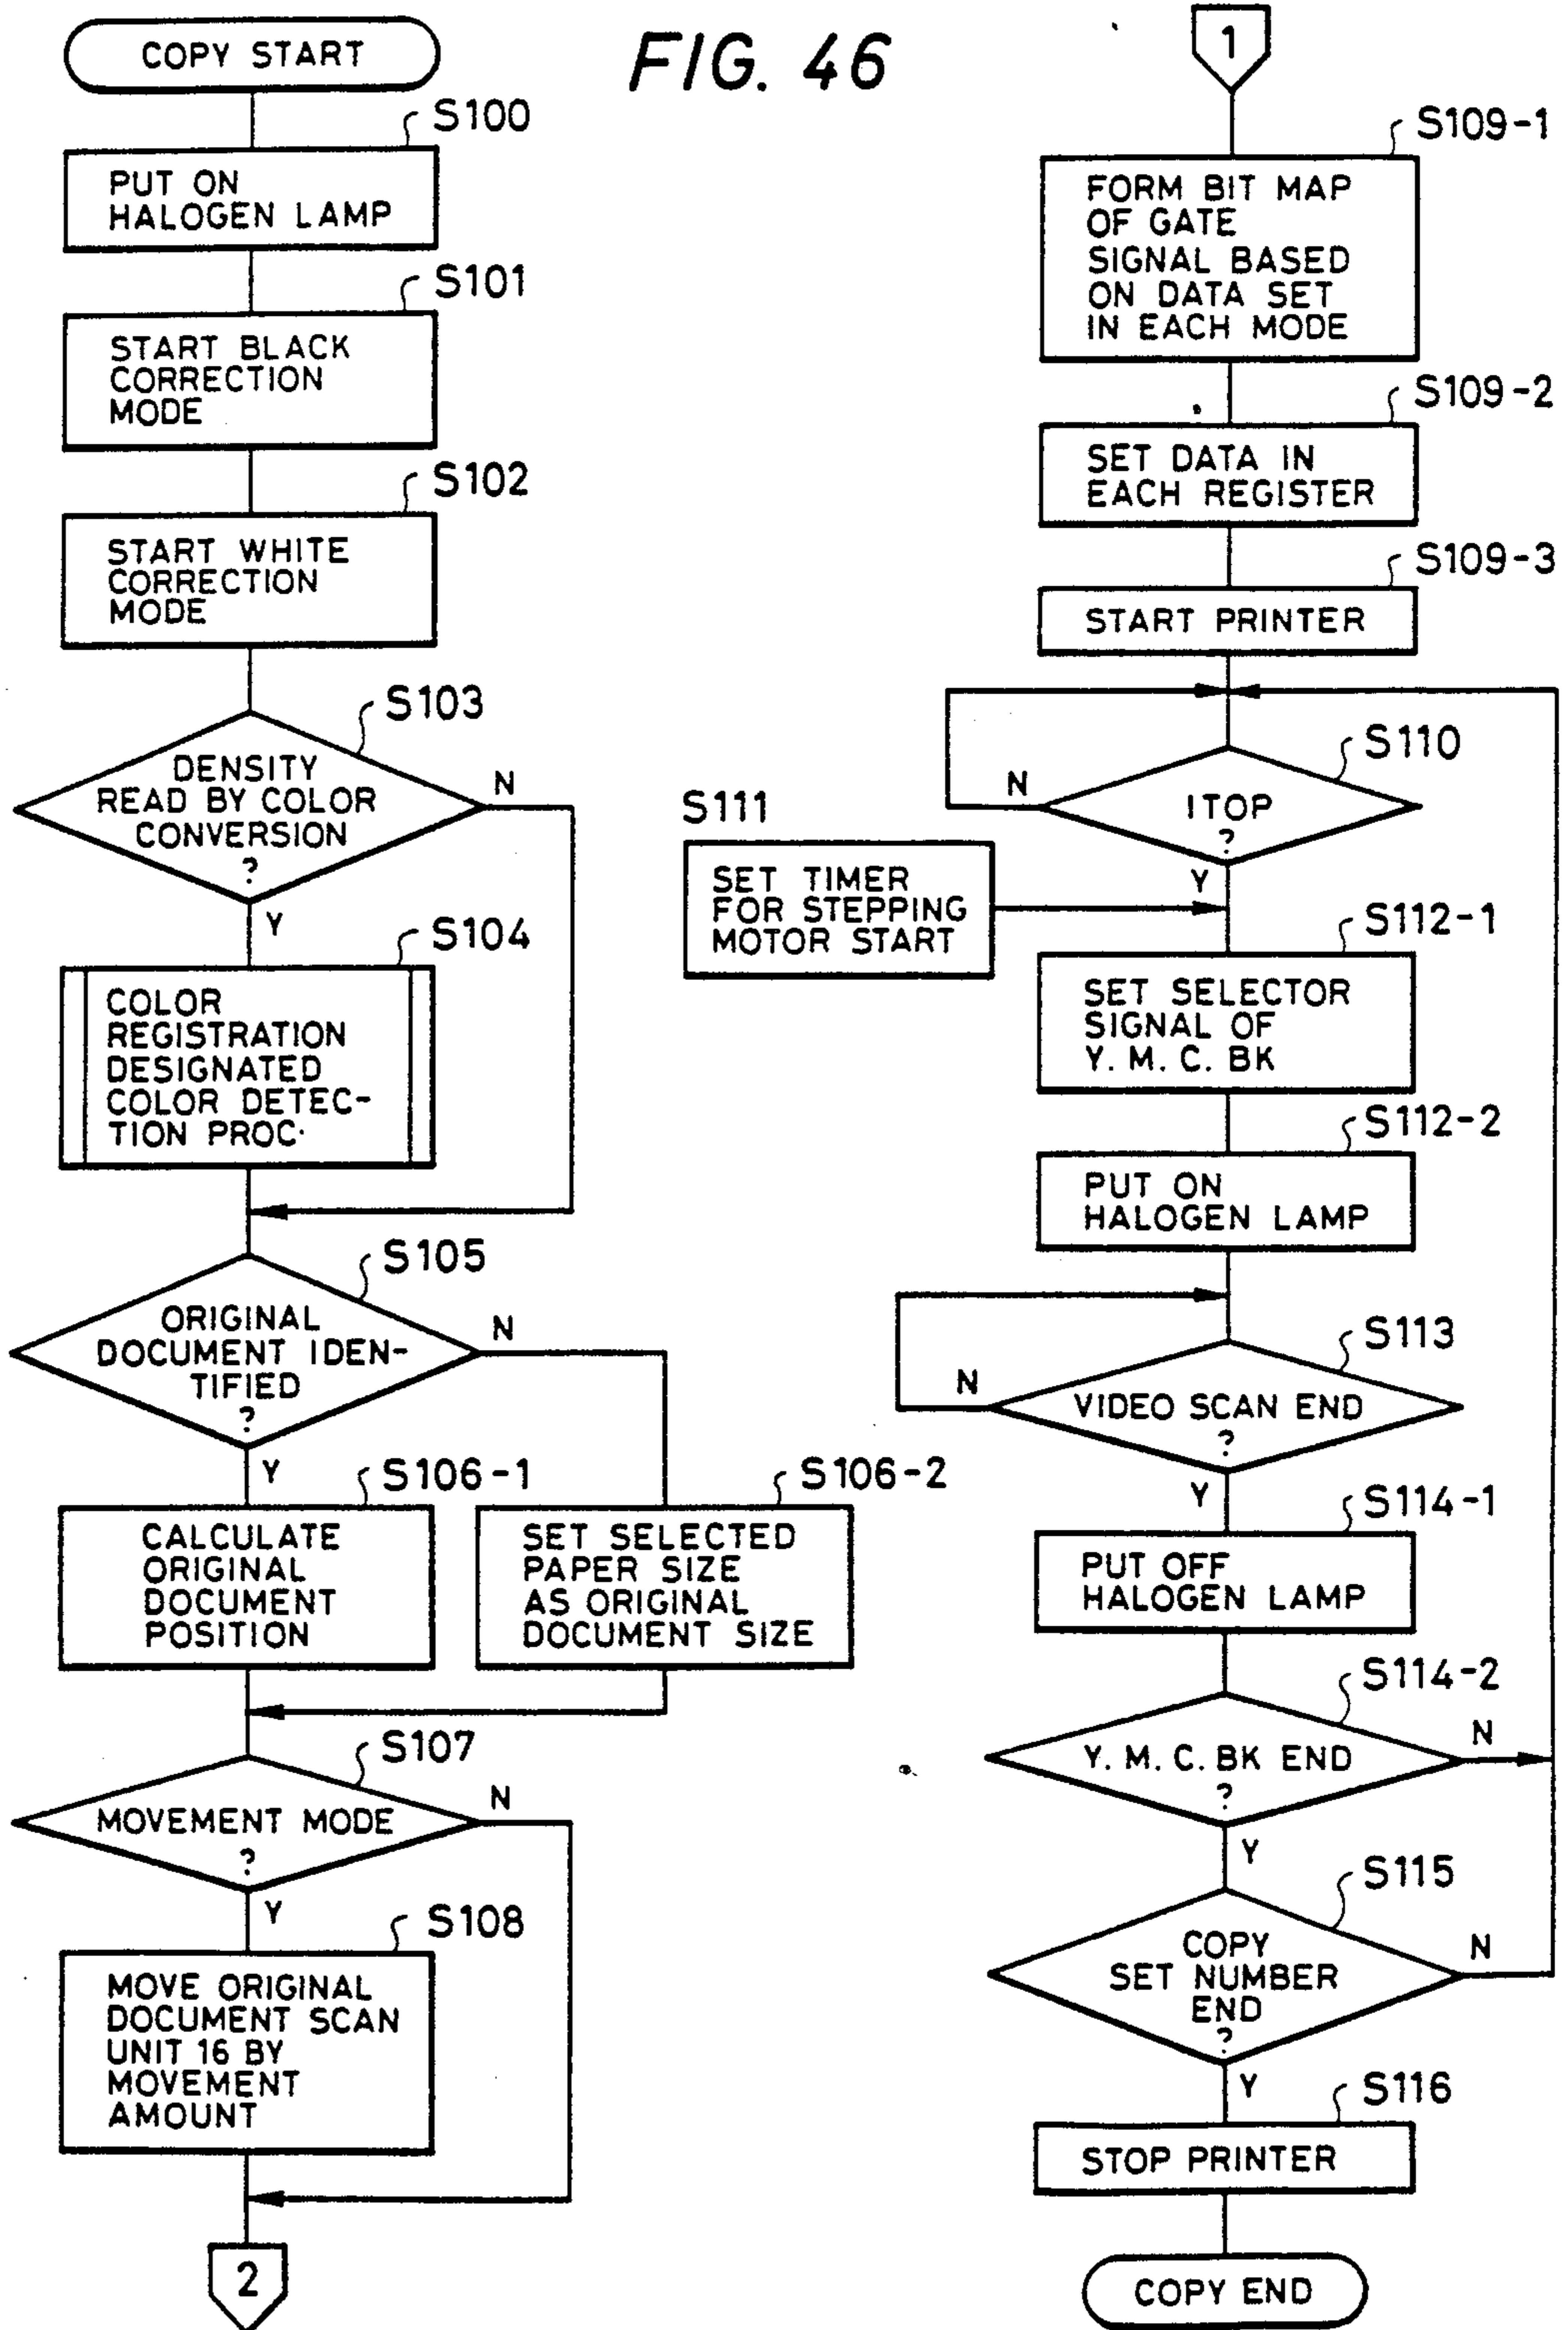 FIG. 46
COPY START
S100
PUT ON
HALOGEN LAMP
S101
START BLACK
CORRECTION
MODE
S102
START WHITE
CORRECTION
MODE
S103
DENSITY
READ BY COLOR
CONVERSION
?
N
Y
S104
COLOR
REGISTRATION
DESIGNATED
COLOR DETEC-
TION PROC.
S105
ORIGINAL
DOCUMENT IDEN-
TIFIED
?
N
Y
S106-1
CALCULATE
ORIGINAL
DOCUMENT
POSITION
S106-2
SET SELECTED
PAPER SIZE
AS ORIGINAL
DOCUMENT SIZE
S107
MOVEMENT MODE
?
N
Y
S108
MOVE ORIGINAL
DOCUMENT SCAN
UNIT 16 BY
MOVEMENT
AMOUNT
2
1
S109-1
FORM BIT MAP
OF GATE
SIGNAL BASED
ON DATA SET
IN EACH MODE
S109-2
SET DATA IN
EACH REGISTER
S109-3
START PRINTER
S110
N
ITOP
?
Y
S111
SET TIMER
FOR STEPPING
MOTOR START
S112-1
SET SELECTOR
SIGNAL OF
Y. M. C. BK
S112-2
PUT ON
HALOGEN LAMP
S113
N
VIDEO SCAN END
?
Y
S114-1
PUT OFF
HALOGEN LAMP
S114-2
Y. M. C. BK END
?
N
Y
S115
COPY
SET NUMBER
END
?
N
Y
S116
STOP PRINTER
COPY END